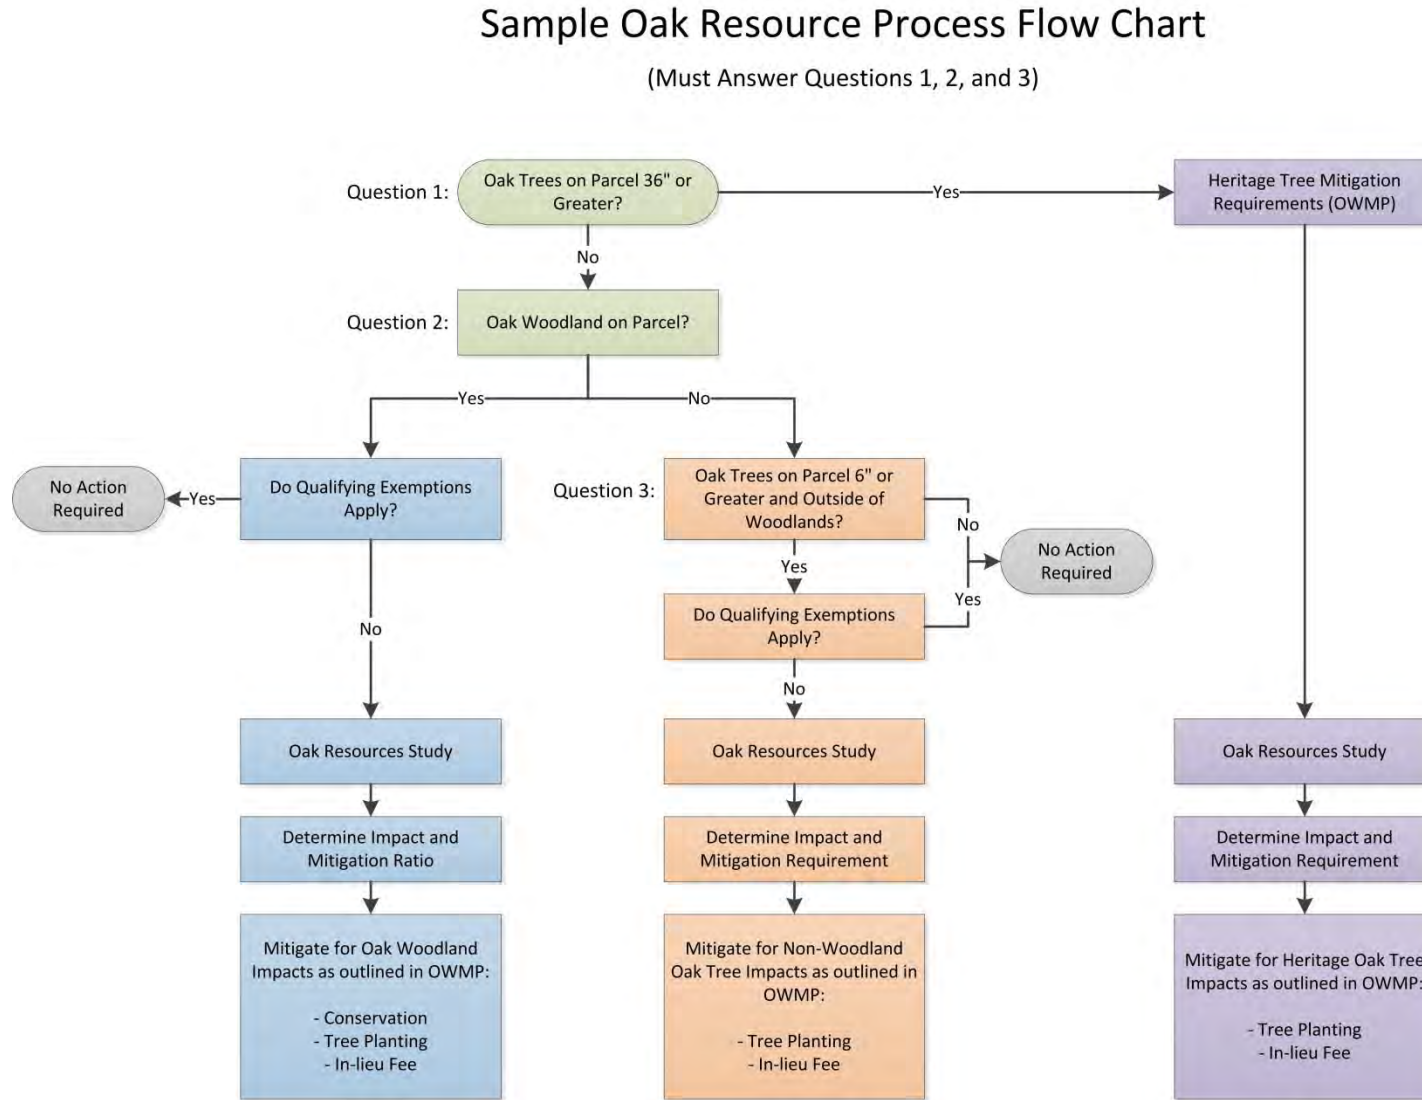 Sample Oak Resource Process Flow Chart
(Must Answer Questions 1, 2, and 3)
Question 1:
Oak Trees on Parcel 36" or
Greater?
Yes
Heritage Tree Mitigation
Requirements (OWMP)
No
Question 2:
Oak Woodland on Parcel?
Yes
No
No Action
Required
Yes
Do Qualifying Exemptions
Apply?
Question 3:
Oak Trees on Parcel 6" or
Greater and Outside of
Woodlands?
No
No Action
Required
Yes
Yes
Do Qualifying Exemptions
Apply?
No
No
Oak Resources Study
Oak Resources Study
Oak Resources Study
Determine Impact and
Mitigation Ratio
Determine Impact and
Mitigation Requirement
Determine Impact and
Mitigation Requirement
Mitigate for Oak Woodland
Impacts as outlined in OWMP:
- Conservation
- Tree Planting
- In-lieu Fee
Mitigate for Non-Woodland
Oak Tree Impacts as outlined in
OWMP:
- Tree Planting
- In-lieu Fee
Mitigate for Heritage Oak Tree
Impacts as outlined in OWMP:
- Tree Planting
- In-lieu Fee